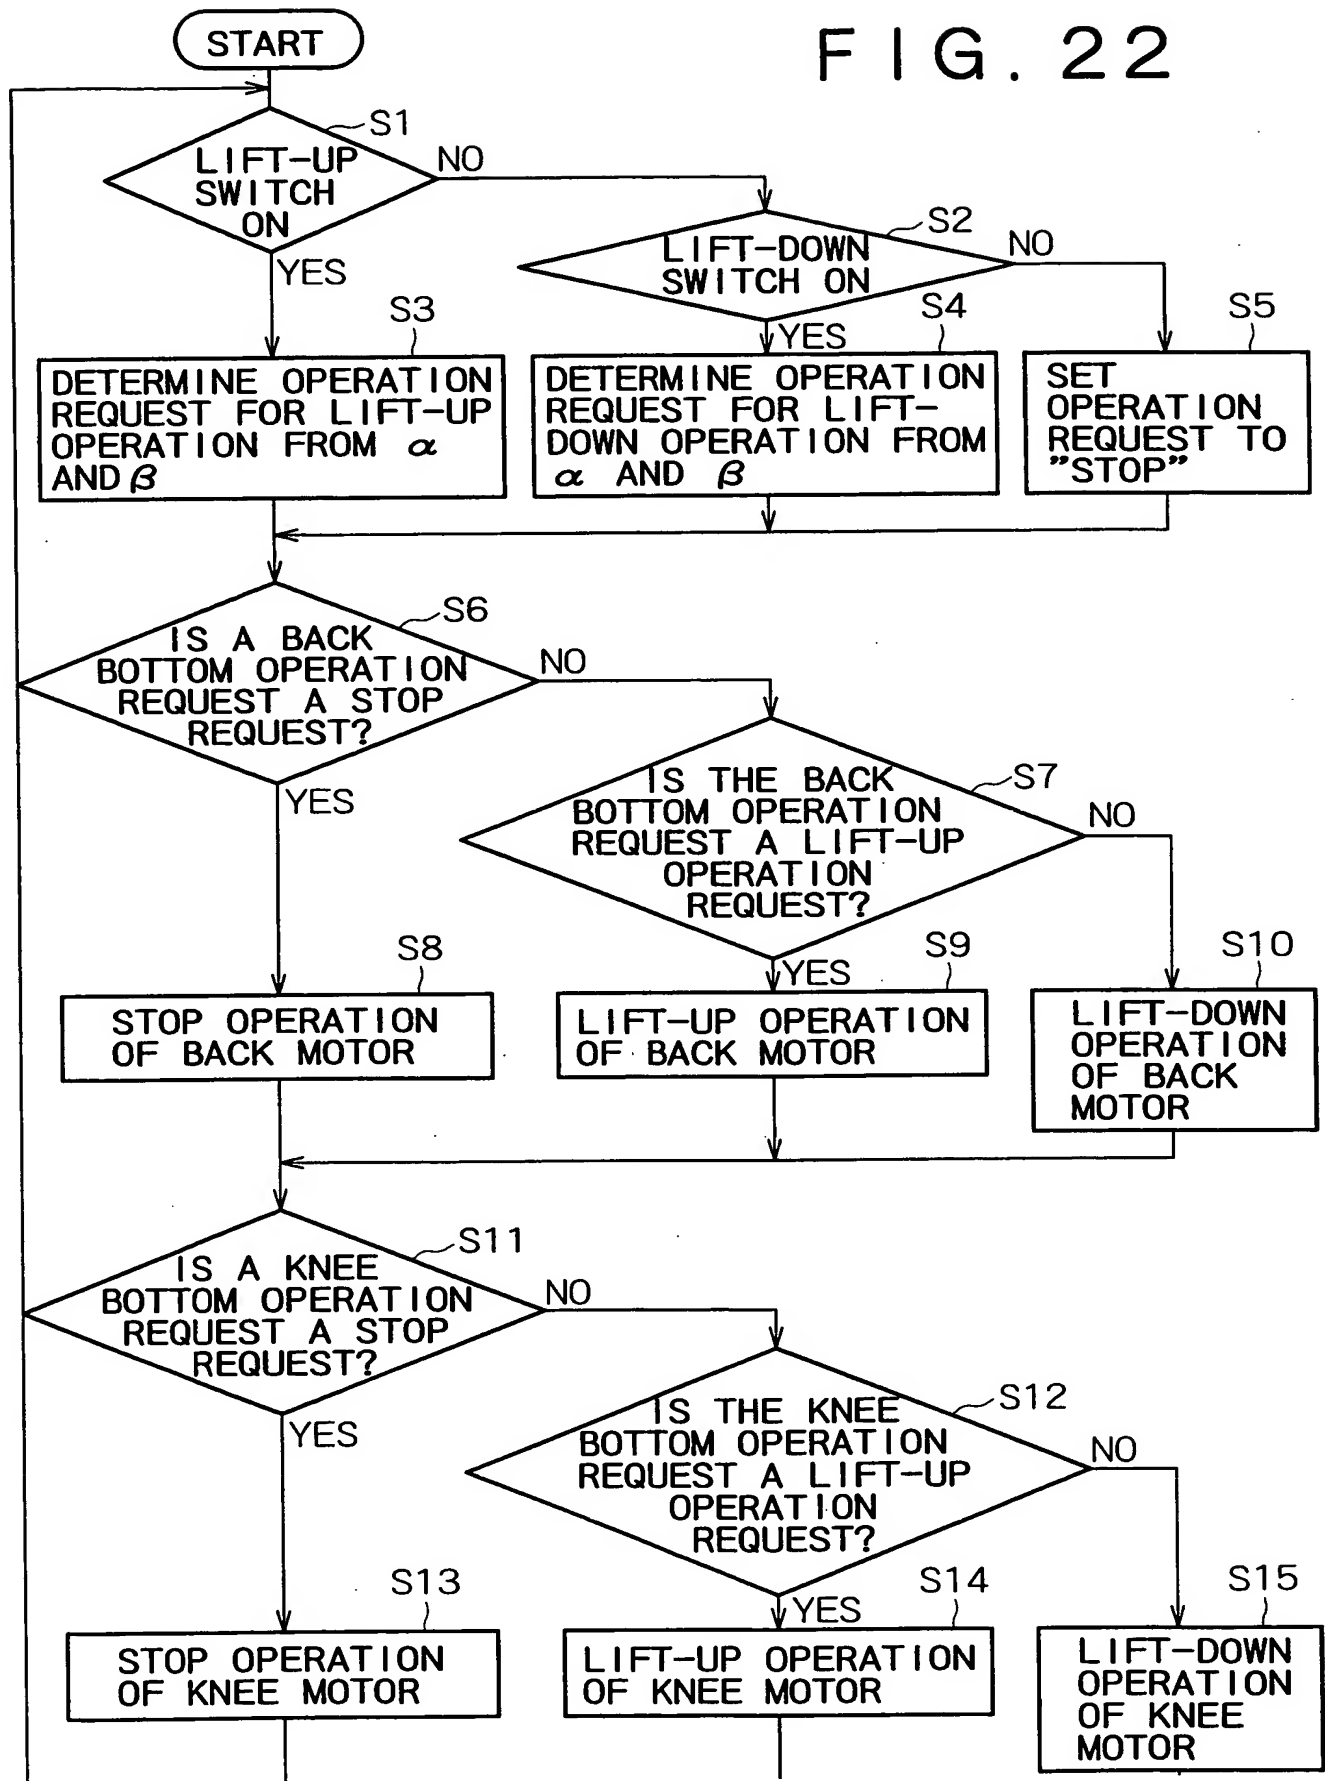 START
FIG. 22
S1
LIFT-UP
SWITCH
ON
NO
YES
S2
LIFT-DOWN
SWITCH ON
NO
YES
S3
DETERMINE OPERATION
REQUEST FOR LIFT-UP
OPERATION FROM α
AND β
S4
DETERMINE OPERATION
REQUEST FOR LIFT-
DOWN OPERATION FROM
α AND β
S5
SET
OPERATION
REQUEST TO
"STOP"
S6
IS A BACK
BOTTOM OPERATION
REQUEST A STOP
REQUEST?
NO
YES
S7
IS THE BACK
BOTTOM OPERATION
REQUEST A LIFT-UP
OPERATION
REQUEST?
NO
YES
S8
STOP OPERATION
OF BACK MOTOR
S9
LIFT-UP OPERATION
OF BACK MOTOR
S10
LIFT-DOWN
OPERATION
OF BACK
MOTOR
S11
IS A KNEE
BOTTOM OPERATION
REQUEST A STOP
REQUEST?
NO
YES
S12
IS THE KNEE
BOTTOM OPERATION
REQUEST A LIFT-UP
OPERATION
REQUEST?
NO
YES
S13
STOP OPERATION
OF KNEE MOTOR
S14
LIFT-UP OPERATION
OF KNEE MOTOR
S15
LIFT-DOWN
OPERATION
OF KNEE
MOTOR